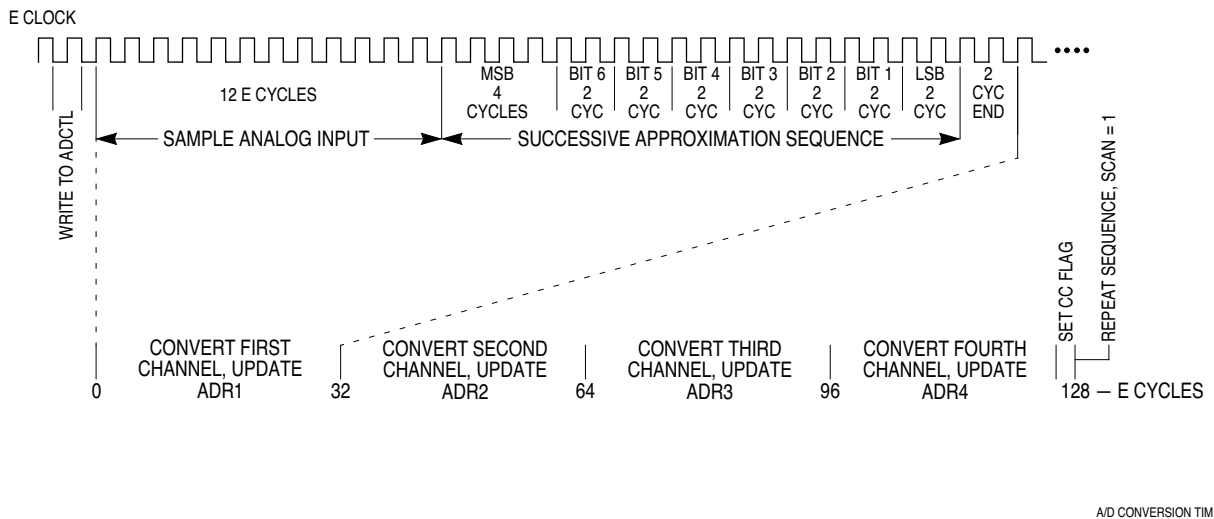 E CLOCK
MSB
4
CYCLES
BIT 6
2
CYC
BIT 5
2
CYC
BIT 4
2
CYC
BIT 3
2
CYC
BIT 2
2
CYC
BIT 1
2
CYC
LSB
2
CYC
2
CYC
END
12 E CYCLES
WRITE TO ADCTL
SAMPLE ANALOG INPUT
SUCCESSIVE APPROXIMATION SEQUENCE
SET CC FLAG
REPEAT SEQUENCE, SCAN = 1
CONVERT FIRST
CHANNEL, UPDATE
ADR1
CONVERT SECOND
CHANNEL, UPDATE
ADR2
CONVERT THIRD
CHANNEL, UPDATE
ADR3
CONVERT FOURTH
CHANNEL, UPDATE
ADR4
0
32
64
96
128 — E CYCLES
A/D CONVERSION TIM